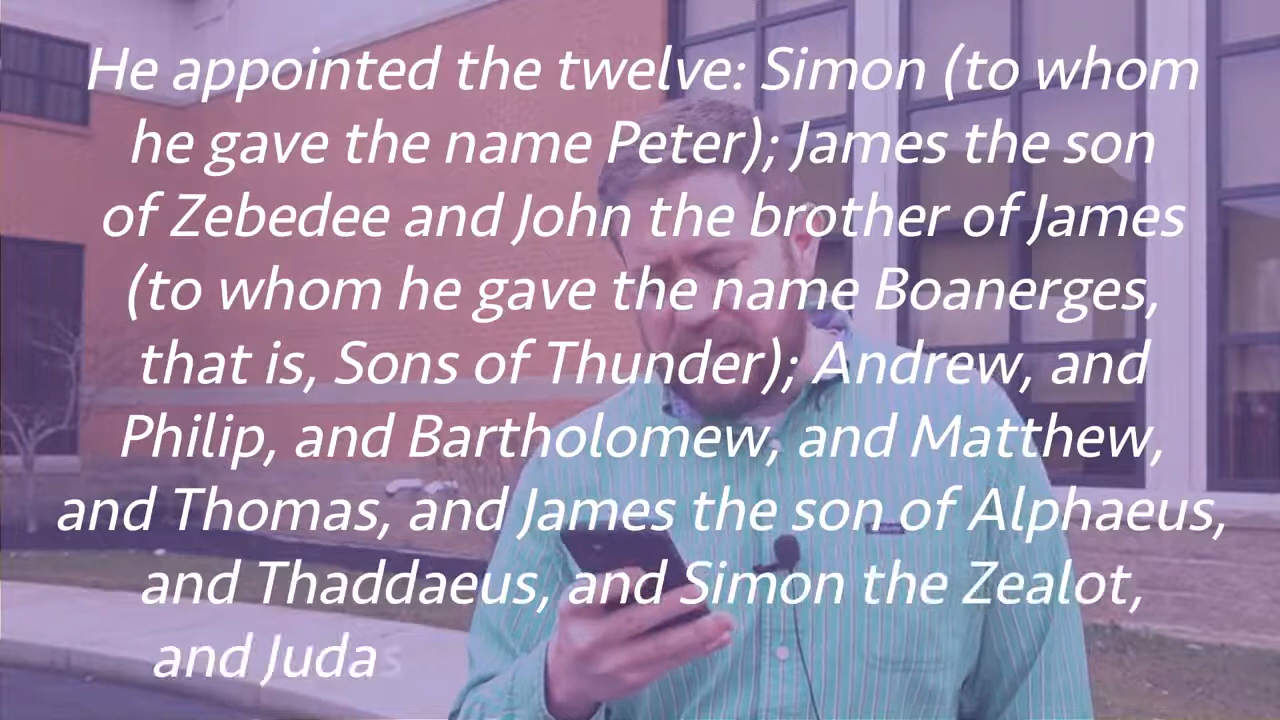 He appointed the twelve: Simon (to whom
he gave the name Peter); James the son
of Zebedee and John the brother of James
(to whom he gave the name Boanerges,
that is, Sons of Thunder); Andrew, and
Philip, and Bartholomew, and Matthew,
and Thomas, and James the son of Alphaeus,
and Thaddaeus, and Simon the Zealot,
and Judas